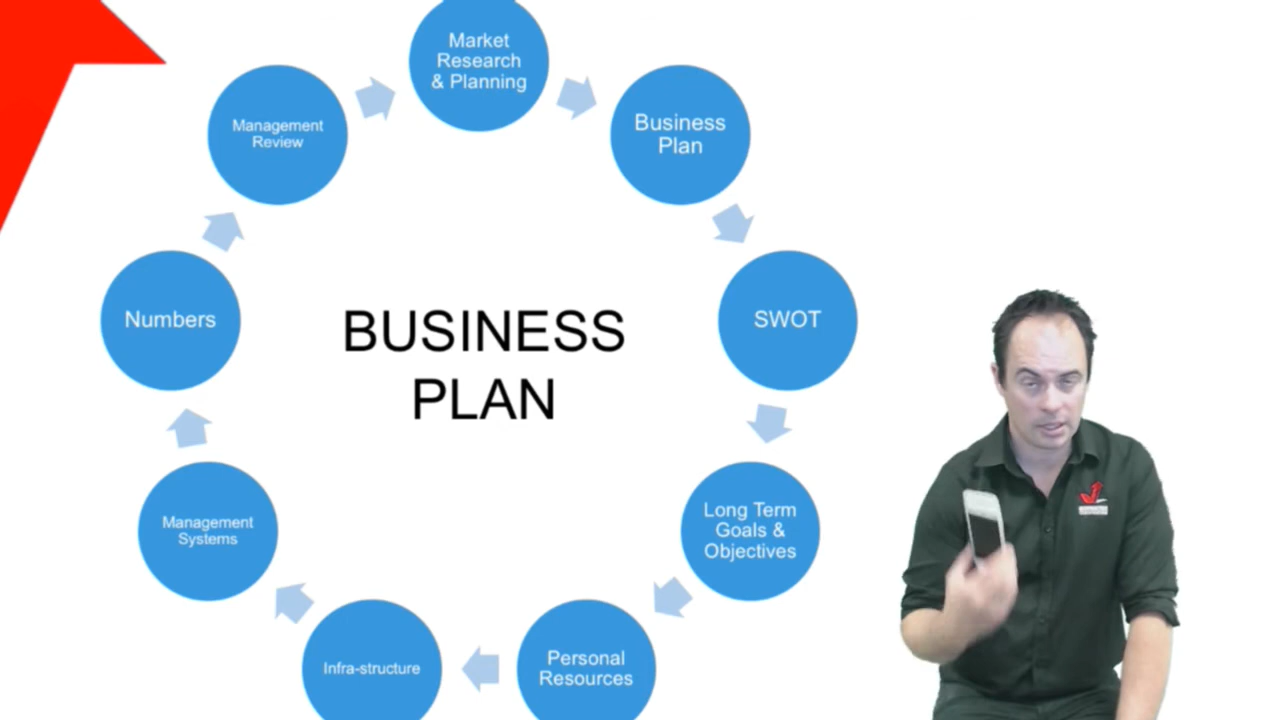 Market
Research
& Planning
Business
Plan
SWOT
Long Term
Goals &
Objectives
Personal
Resources
Infra-structure
Management
Systems
Numbers
Management
Review
BUSINESS
PLAN